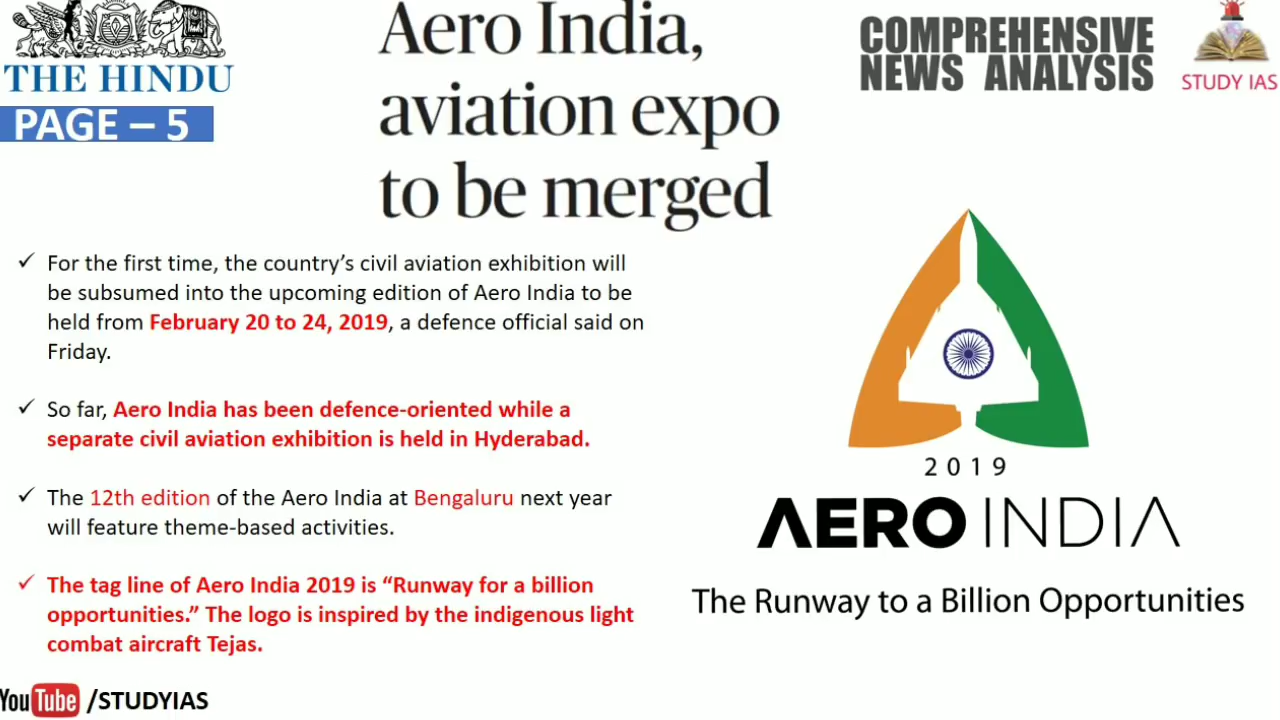 THE HINDU
PAGE – 5
Aero India,
aviation expo
to be merged
COMPREHENSIVE
NEWS ANALYSIS
STUDY IAS
✓ For the first time, the country’s civil aviation exhibition will
be subsumed into the upcoming edition of Aero India to be
held from February 20 to 24, 2019, a defence official said on
Friday.
✓ So far, Aero India has been defence-oriented while a
separate civil aviation exhibition is held in Hyderabad.
✓ The 12th edition of the Aero India at Bengaluru next year
will feature theme-based activities.
✓ The tag line of Aero India 2019 is “Runway for a billion
opportunities.” The logo is inspired by the indigenous light
combat aircraft Tejas.
2019
AERO INDIA
The Runway to a Billion Opportunities
YouTube /STUDYIAS